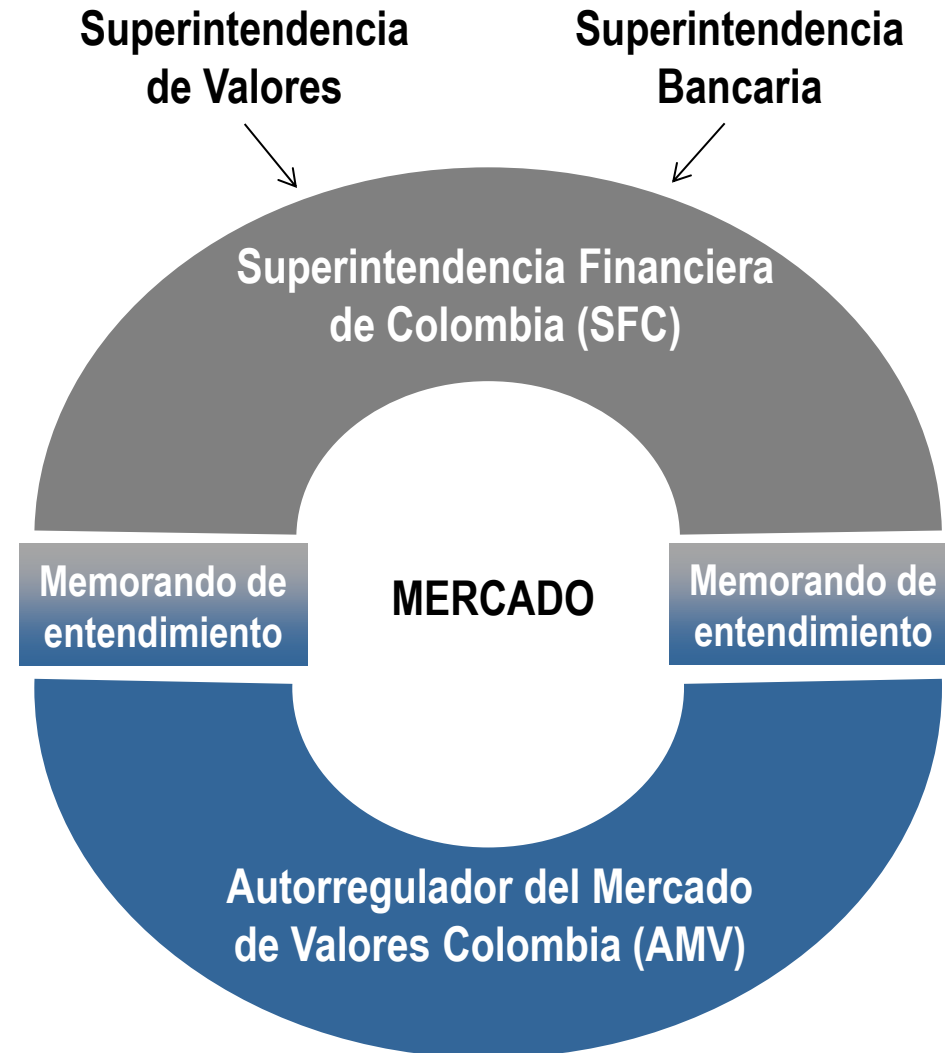 Superintendencia
de Valores
Superintendencia
Bancaria
Superintendencia Financiera
de Colombia (SFC)
Memorando de
entendimiento
MERCADO
Memorando de
entendimiento
Autorregulador del Mercado
de Valores Colombia (AMV)